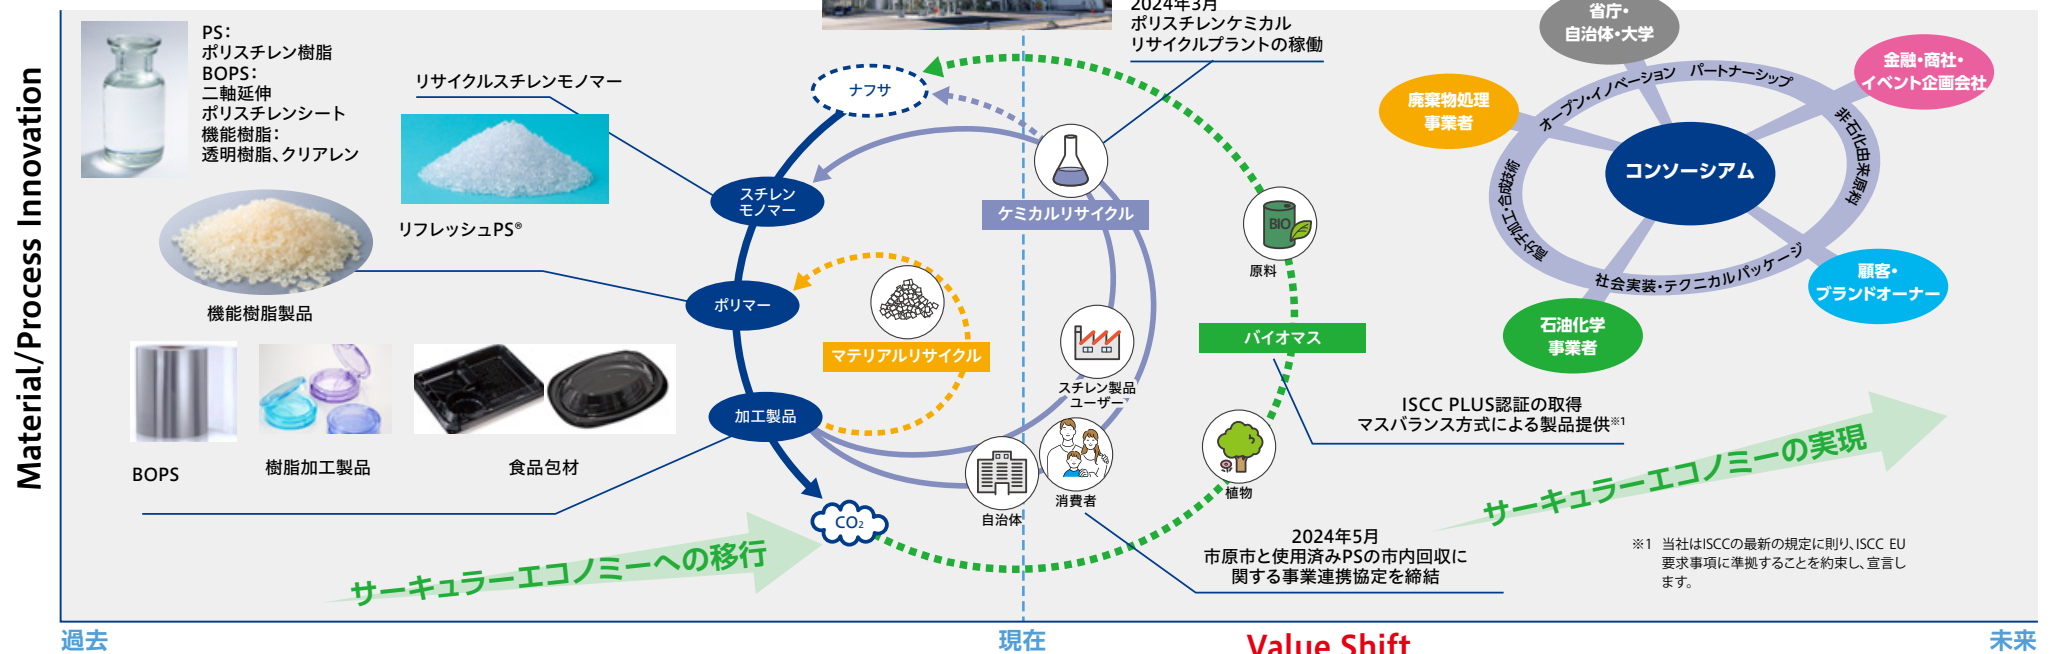 Material/Process Innovation
PS：
ポリスチレン樹脂
BOPS：
二軸延伸
ポリスチレンシート
機能樹脂：
透明樹脂、クリアレン
リサイクルスチレンモノマー
リフレッシュPS®
機能樹脂製品
BOPS
樹脂加工製品
食品包材
サーキュラーエコノミーへの移行
ナフサ
スチレン
モノマー
ポリマー
加工製品
CO₂
マテリアルリサイクル
ケミカルリサイクル
2024年3月
ポリスチレンケミカル
リサイクルプラントの稼働
スチレン製品
ユーザー
自治体
消費者
BIO
原料
バイオマス
植物
ISCC PLUS認証の取得
マスバランス方式による製品提供※1
2024年5月
市原市と使用済みPSの市内回収に
関する事業連携協定を締結
省庁・
自治体・大学
金融・商社・
イベント企画会社
廃棄物処理
事業者
コンソーシアム
顧客・
ブランドオーナー
石油化学
事業者
オープン・イノベーション パートナーシップ
非石化由来原料
社会実装・テクニカルパッケージ
高分子加工・合成技術
サーキュラーエコノミーの実現
※1 当社はISCCの最新の規定に則り、ISCC EU
要求事項に準拠することを約束し、宣言し
ます。
過去
現在
Value Shift
未来